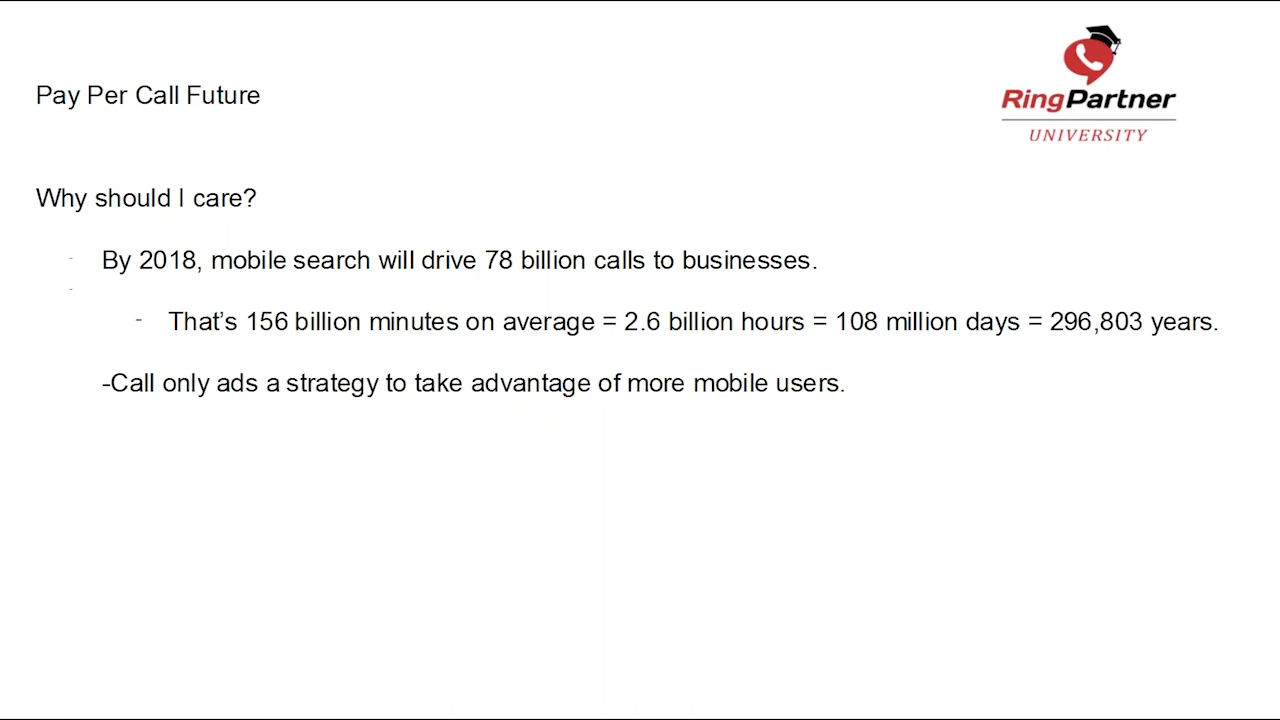 RingPartner
UNIVERSITY
Pay Per Call Future
Why should I care?
- By 2018, mobile search will drive 78 billion calls to businesses.
-
- That’s 156 billion minutes on average = 2.6 billion hours = 108 million days = 296,803 years.
-Call only ads a strategy to take advantage of more mobile users.